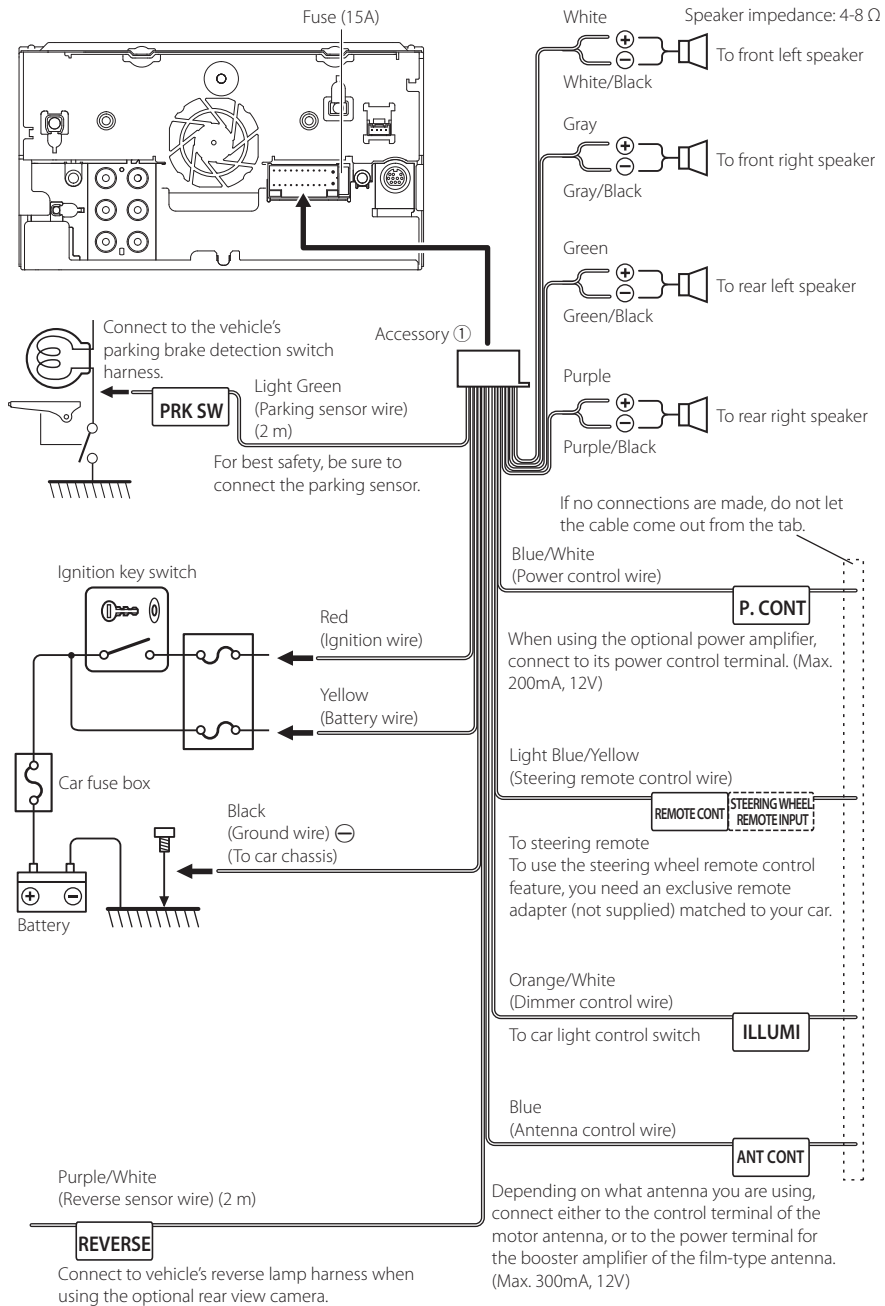 Fuse (15A)
White
Speaker impedance: 4-8 Ω
⊕
⊖
To front left speaker
White/Black
Gray
⊕
⊖
To front right speaker
Gray/Black
Green
⊕
⊖
To rear left speaker
Green/Black
Purple
⊕
⊖
To rear right speaker
Purple/Black
Accessory ①
Connect to the vehicle's
parking brake detection switch
harness.
Light Green
(Parking sensor wire)
(2 m)
PRK SW
For best safety, be sure to
connect the parking sensor.
If no connections are made, do not let
the cable come out from the tab.
Blue/White
(Power control wire)
P. CONT
When using the optional power amplifier,
connect to its power control terminal. (Max.
200mA, 12V)
Ignition key switch
Red
(Ignition wire)
Yellow
(Battery wire)
Car fuse box
Black
(Ground wire) ⊖
(To car chassis)
⊕ ⊖
Battery
Light Blue/Yellow
(Steering remote control wire)
REMOTE CONT
STEERING WHEEL
REMOTE INPUT
To steering remote
To use the steering wheel remote control
feature, you need an exclusive remote
adapter (not supplied) matched to your car.
Orange/White
(Dimmer control wire)
To car light control switch
ILLUMI
Blue
(Antenna control wire)
ANT CONT
Depending on what antenna you are using,
connect either to the control terminal of the
motor antenna, or to the power terminal for
the booster amplifier of the film-type antenna.
(Max. 300mA, 12V)
Purple/White
(Reverse sensor wire) (2 m)
REVERSE
Connect to vehicle's reverse lamp harness when
using the optional rear view camera.